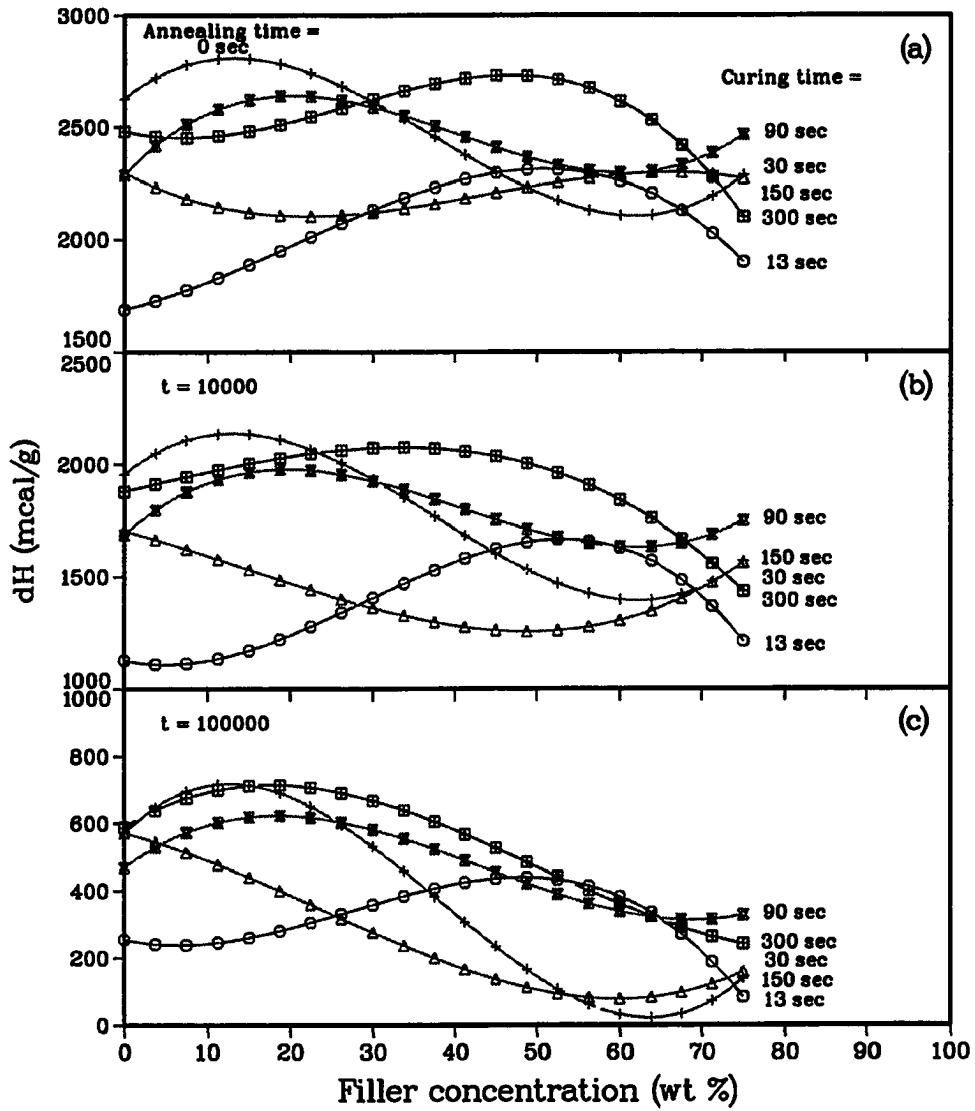 3000
Annealing time =
0 sec
(a)
Curing time =
2500
90 sec
30 sec
150 sec
2000
300 sec
13 sec
1500
2500
t = 10000
(b)
2000
90 sec
150 sec
1500
30 sec
300 sec
13 sec
1000
1000
t = 100000
(c)
800
600
400
90 sec
300 sec
200
30 sec
150 sec
13 sec
0
dH (mcal/g)
0 10 20 30 40 50 60 70 80 90 100
Filler concentration (wt %)